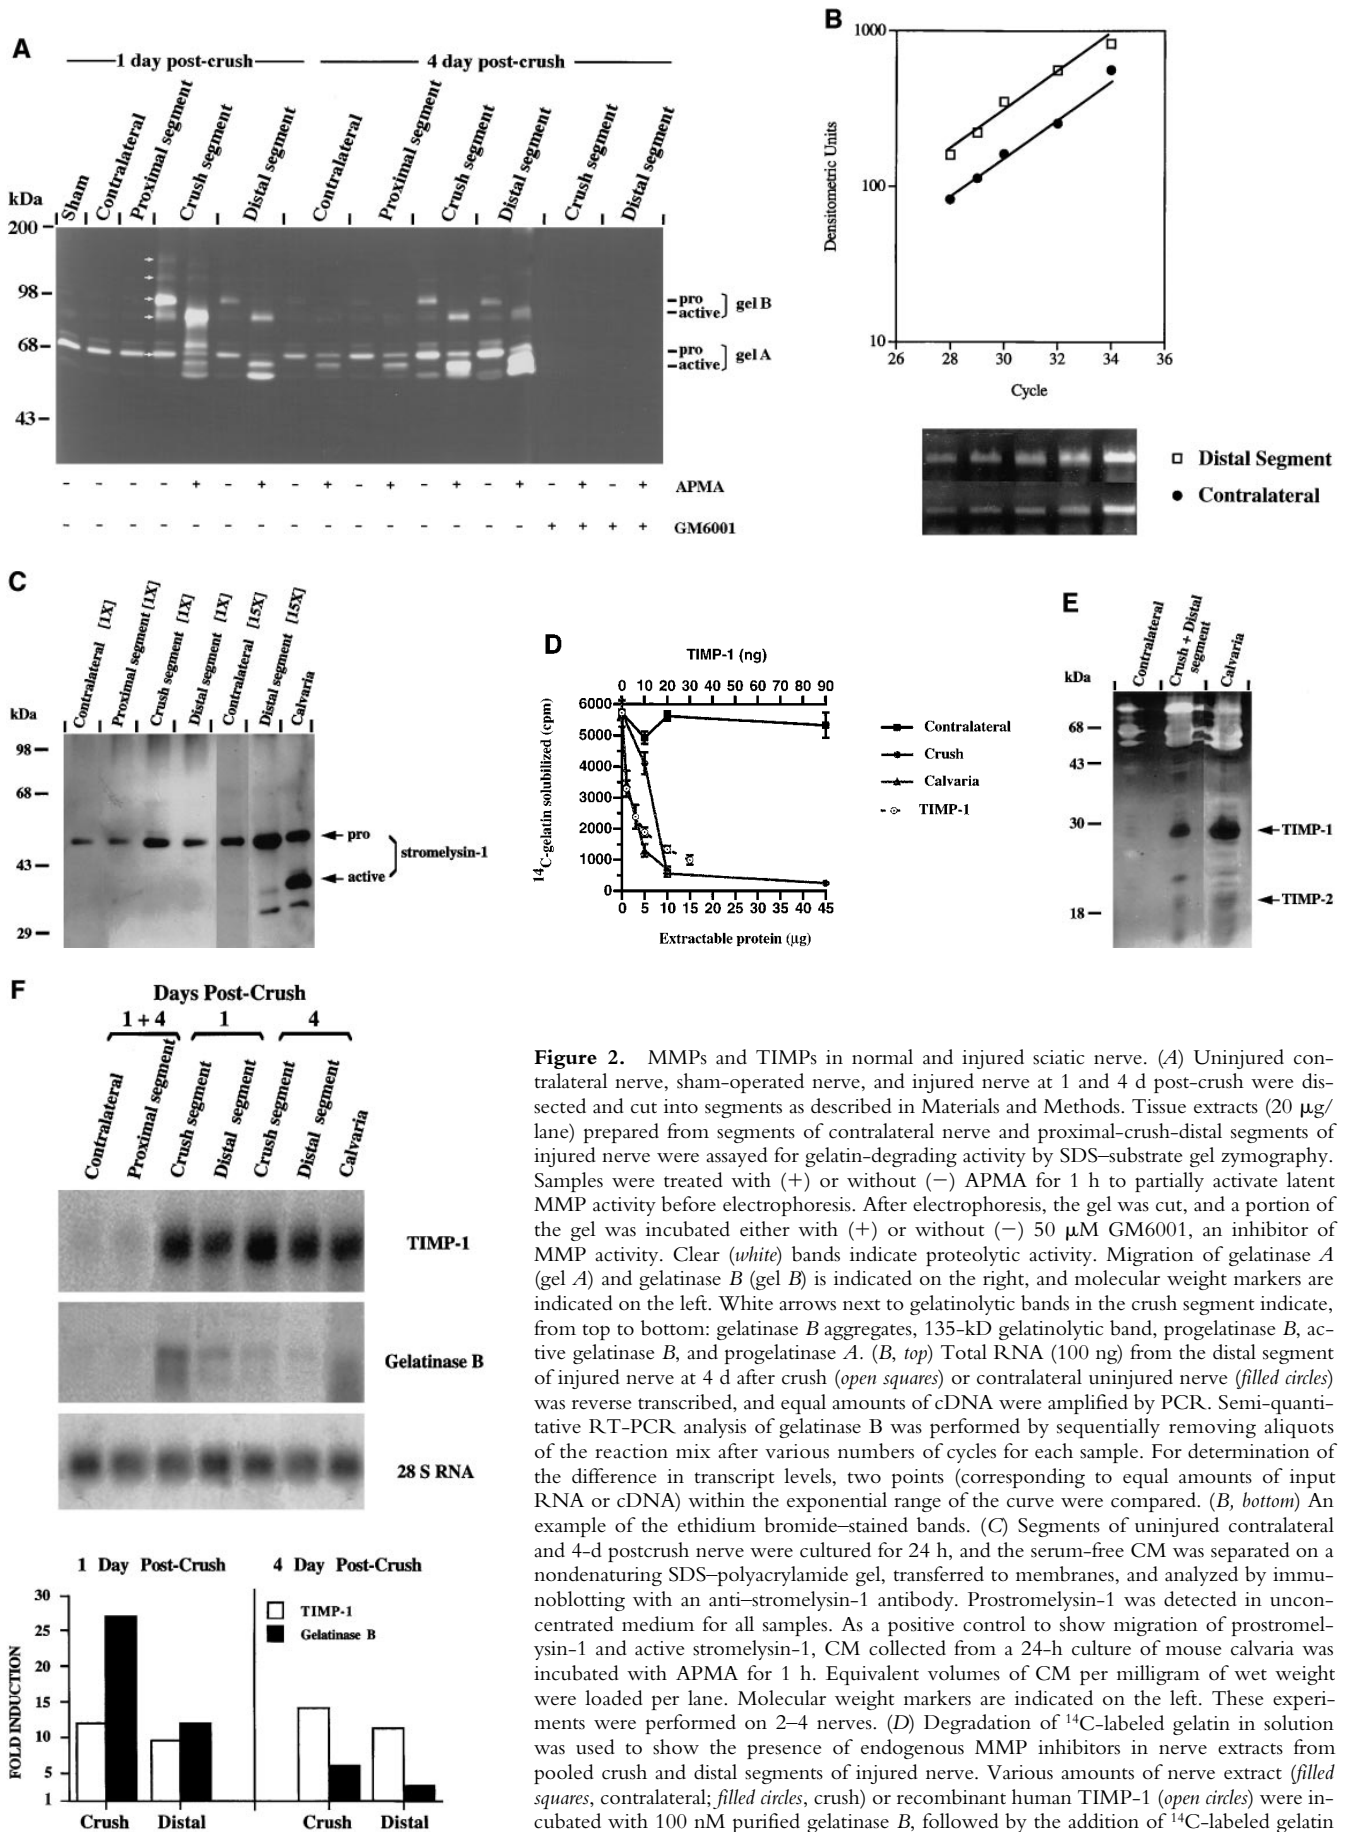 A
1 day post-crush
4 day post-crush
Sham
Contralateral
Proximal segment
Crush segment
Distal segment
Contralateral
Proximal segment
Crush segment
Distal segment
Crush segment
Distal segment
kDa
200
98
68
43
pro
active
gel B
pro
active
gel A
- - - - + - + - + - + - + - + - + - + APMA
- - - - - - - - - - - - - - - + + + + GM6001
B
1000
100
10
Densitometric Units
26 28 30 32 34 36
Cycle
Distal Segment
Contralateral
C
Contralateral [1X]
Proximal segment [1X]
Crush segment [1X]
Distal segment [1X]
Contralateral [15X]
Distal segment [15X]
Calvaria
kDa
98
68
43
29
pro
active
stromelysin-1
D
TIMP-1 (ng)
0 10 20 30 40 50 60 70 80 90
6000
5000
4000
3000
2000
1000
0
14C-gelatin solubilized (cpm)
0 5 10 15 20 25 30 35 40 45
Extractable protein (µg)
Contralateral
Crush
Calvaria
TIMP-1
E
Contralateral
Crush + Distal segment
Calvaria
kDa
68
43
30
18
TIMP-1
TIMP-2
F
Days Post-Crush
1 + 4 1 4
Contralateral
Proximal segment
Crush segment
Distal segment
Crush segment
Distal segment
Calvaria
TIMP-1
Gelatinase B
28 S RNA
1 Day Post-Crush
4 Day Post-Crush
TIMP-1
Gelatinase B
30
25
20
15
10
5
1
FOLD INDUCTION
Crush Distal Crush Distal
Figure 2. MMPs and TIMPs in normal and injured sciatic nerve. (A) Uninjured con-
tralateral nerve, sham-operated nerve, and injured nerve at 1 and 4 d post-crush were dis-
sected and cut into segments as described in Materials and Methods. Tissue extracts (20 µg/
lane) prepared from segments of contralateral nerve and proximal-crush-distal segments of
injured nerve were assayed for gelatin-degrading activity by SDS–substrate gel zymography.
Samples were treated with (+) or without (−) APMA for 1 h to partially activate latent
MMP activity before electrophoresis. After electrophoresis, the gel was cut, and a portion of
the gel was incubated either with (+) or without (−) 50 µM GM6001, an inhibitor of
MMP activity. Clear (white) bands indicate proteolytic activity. Migration of gelatinase A
(gel A) and gelatinase B (gel B) is indicated on the right, and molecular weight markers are
indicated on the left. White arrows next to gelatinolytic bands in the crush segment indicate,
from top to bottom: gelatinase B aggregates, 135-kD gelatinolytic band, progelatinase B, ac-
tive gelatinase B, and progelatinase A. (B, top) Total RNA (100 ng) from the distal segment
of injured nerve at 4 d after crush (open squares) or contralateral uninjured nerve (filled circles)
was reverse transcribed, and equal amounts of cDNA were amplified by PCR. Semi-quanti-
tative RT-PCR analysis of gelatinase B was performed by sequentially removing aliquots
of the reaction mix after various numbers of cycles for each sample. For determination of
the difference in transcript levels, two points (corresponding to equal amounts of input
RNA or cDNA) within the exponential range of the curve were compared. (B, bottom) An
example of the ethidium bromide–stained bands. (C) Segments of uninjured contralateral
and 4-d postcrush nerve were cultured for 24 h, and the serum-free CM was separated on a
nondenaturing SDS–polyacrylamide gel, transferred to membranes, and analyzed by immu-
noblotting with an anti–stromelysin-1 antibody. Prostromelysin-1 was detected in uncon-
centrated medium for all samples. As a positive control to show migration of prostromel-
ysin-1 and active stromelysin-1, CM collected from a 24-h culture of mouse calvaria was
incubated with APMA for 1 h. Equivalent volumes of CM per milligram of wet weight
were loaded per lane. Molecular weight markers are indicated on the left. These experi-
ments were performed on 2–4 nerves. (D) Degradation of 14C-labeled gelatin in solution
was used to show the presence of endogenous MMP inhibitors in nerve extracts from
pooled crush and distal segments of injured nerve. Various amounts of nerve extract (filled
squares, contralateral; filled circles, crush) or recombinant human TIMP-1 (open circles) were in-
cubated with 100 nM purified gelatinase B, followed by the addition of 14C-labeled gelatin